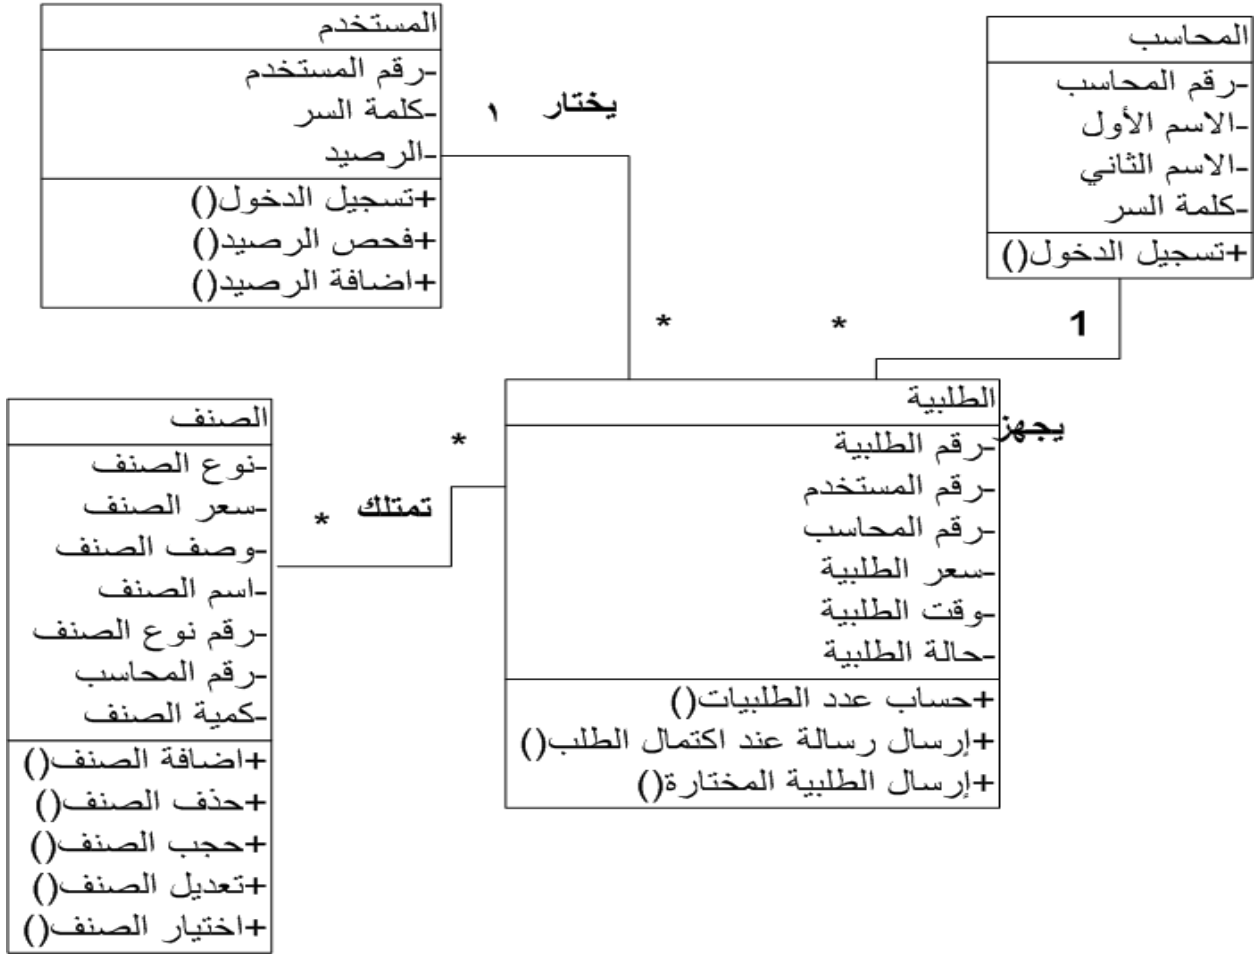 المستخدم
-رقم المستخدم
-كلمة السر
-الرصيد
+تسجيل الدخول()
+فحص الرصيد()
+اضافة الرصيد()
١ يختار
*
المحاسب
-رقم المحاسب
-الاسم الأول
-الاسم الثاني
-كلمة السر
+تسجيل الدخول()
1
*
يجهز
الطلبية
-رقم الطلبية
-رقم المستخدم
-رقم المحاسب
-سعر الطلبية
-وقت الطلبية
-حالة الطلبية
+حساب عدد الطلبيات()
+إرسال رسالة عند اكتمال الطلب()
+إرسال الطلبية المختارة()
*
تمتلك *
الصنف
-نوع الصنف
-سعر الصنف
-وصف الصنف
-اسم الصنف
-رقم نوع الصنف
-رقم المحاسب
-كمية الصنف
+اضافة الصنف()
+حذف الصنف()
+حجب الصنف()
+تعديل الصنف()
+اختيار الصنف()